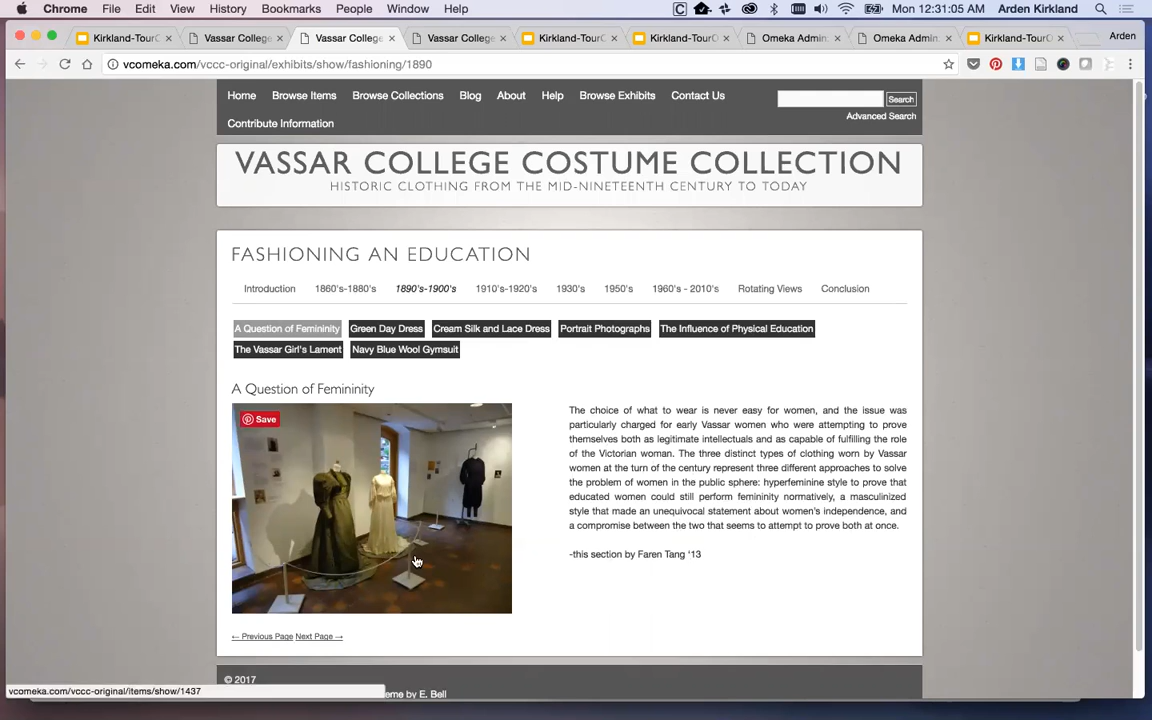 Chrome File Edit View History Bookmarks People Window Help Mon 12:31:05 Arden Kirkland
Kirkland-TourO Vassar College Vassar College Vassar College Kirkland-TourO Kirkland-TourO Omeka Admin: Omeka Admin: Kirkland-TourO Arden
vcomeka.com/vccc-original/exhibits/show/fashioning/1890
Home Browse Items Browse Collections Blog About Help Browse Exhibits Contact Us Search
Advanced Search
Contribute Information
VASSAR COLLEGE COSTUME COLLECTION
HISTORIC CLOTHING FROM THE MID-NINETEENTH CENTURY TO TODAY
FASHIONING AN EDUCATION
Introduction 1860's-1880's 1890's-1900's 1910's-1920's 1930's 1950's 1960's - 2010's Rotating Views Conclusion
A Question of Femininity Green Day Dress Cream Silk and Lace Dress Portrait Photographs The Influence of Physical Education
The Vassar Girl's Lament Navy Blue Wool Gymsuit
A Question of Femininity
Save
The choice of what to wear is never easy for women, and the issue was
particularly charged for early Vassar women who were attempting to prove
themselves both as legitimate intellectuals and as capable of fulfilling the role
of the Victorian woman. The three distinct types of clothing worn by Vassar
women at the turn of the century represent three different approaches to solve
the problem of women in the public sphere: hyperfeminine style to prove that
educated women could still perform femininity normatively, a masculinized
style that made an unequivocal statement about women's independence, and
a compromise between the two that seems to attempt to prove both at once.
-this section by Faren Tang '13
← Previous Page Next Page →
© 2017
vcomeka.com/vccc-original/items/show/1437
eme by E. Bell